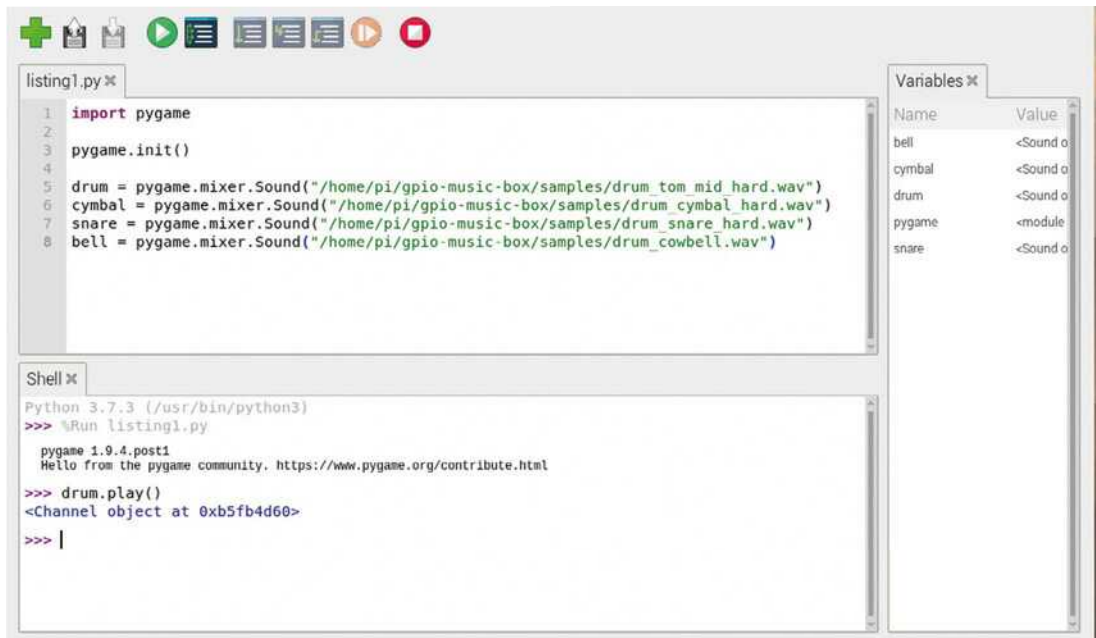 listing1.py
1 import pygame
2
3 pygame.init()
4
5 drum = pygame.mixer.Sound("/home/pi/gpio-music-box/samples/drum_tom_mid_hard.wav")
6 cymbal = pygame.mixer.Sound("/home/pi/gpio-music-box/samples/drum_cymbal_hard.wav")
7 snare = pygame.mixer.Sound("/home/pi/gpio-music-box/samples/drum_snare_hard.wav")
8 bell = pygame.mixer.Sound("/home/pi/gpio-music-box/samples/drum_cowbell.wav")
Shell
Python 3.7.3 (/usr/bin/python3)
>>> %Run listing1.py
pygame 1.9.4.post1
Hello from the pygame community. https://www.pygame.org/contribute.html
>>> drum.play()
<Channel object at 0xb5fb4d60>
>>>
Variables
Name Value
bell <Sound o
cymbal <Sound o
drum <Sound o
pygame <module
snare <Sound o